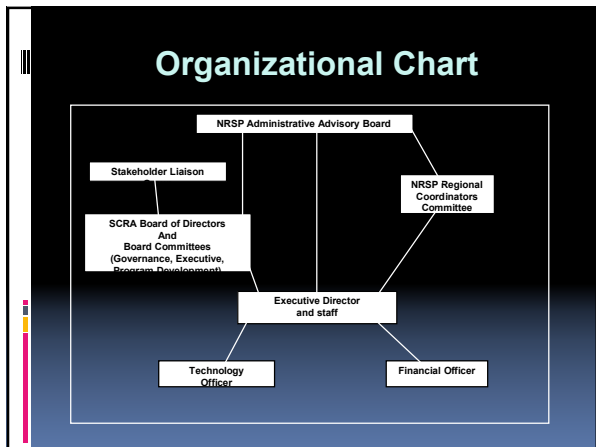 Organizational Chart
NRSP Administrative Advisory Board
Stakeholder Liaison
NRSP Regional
Coordinators
Committee
SCRA Board of Directors
And
Board Committees
(Governance, Executive,
Program Development)
Executive Director
and staff
Technology
Officer
Financial Officer